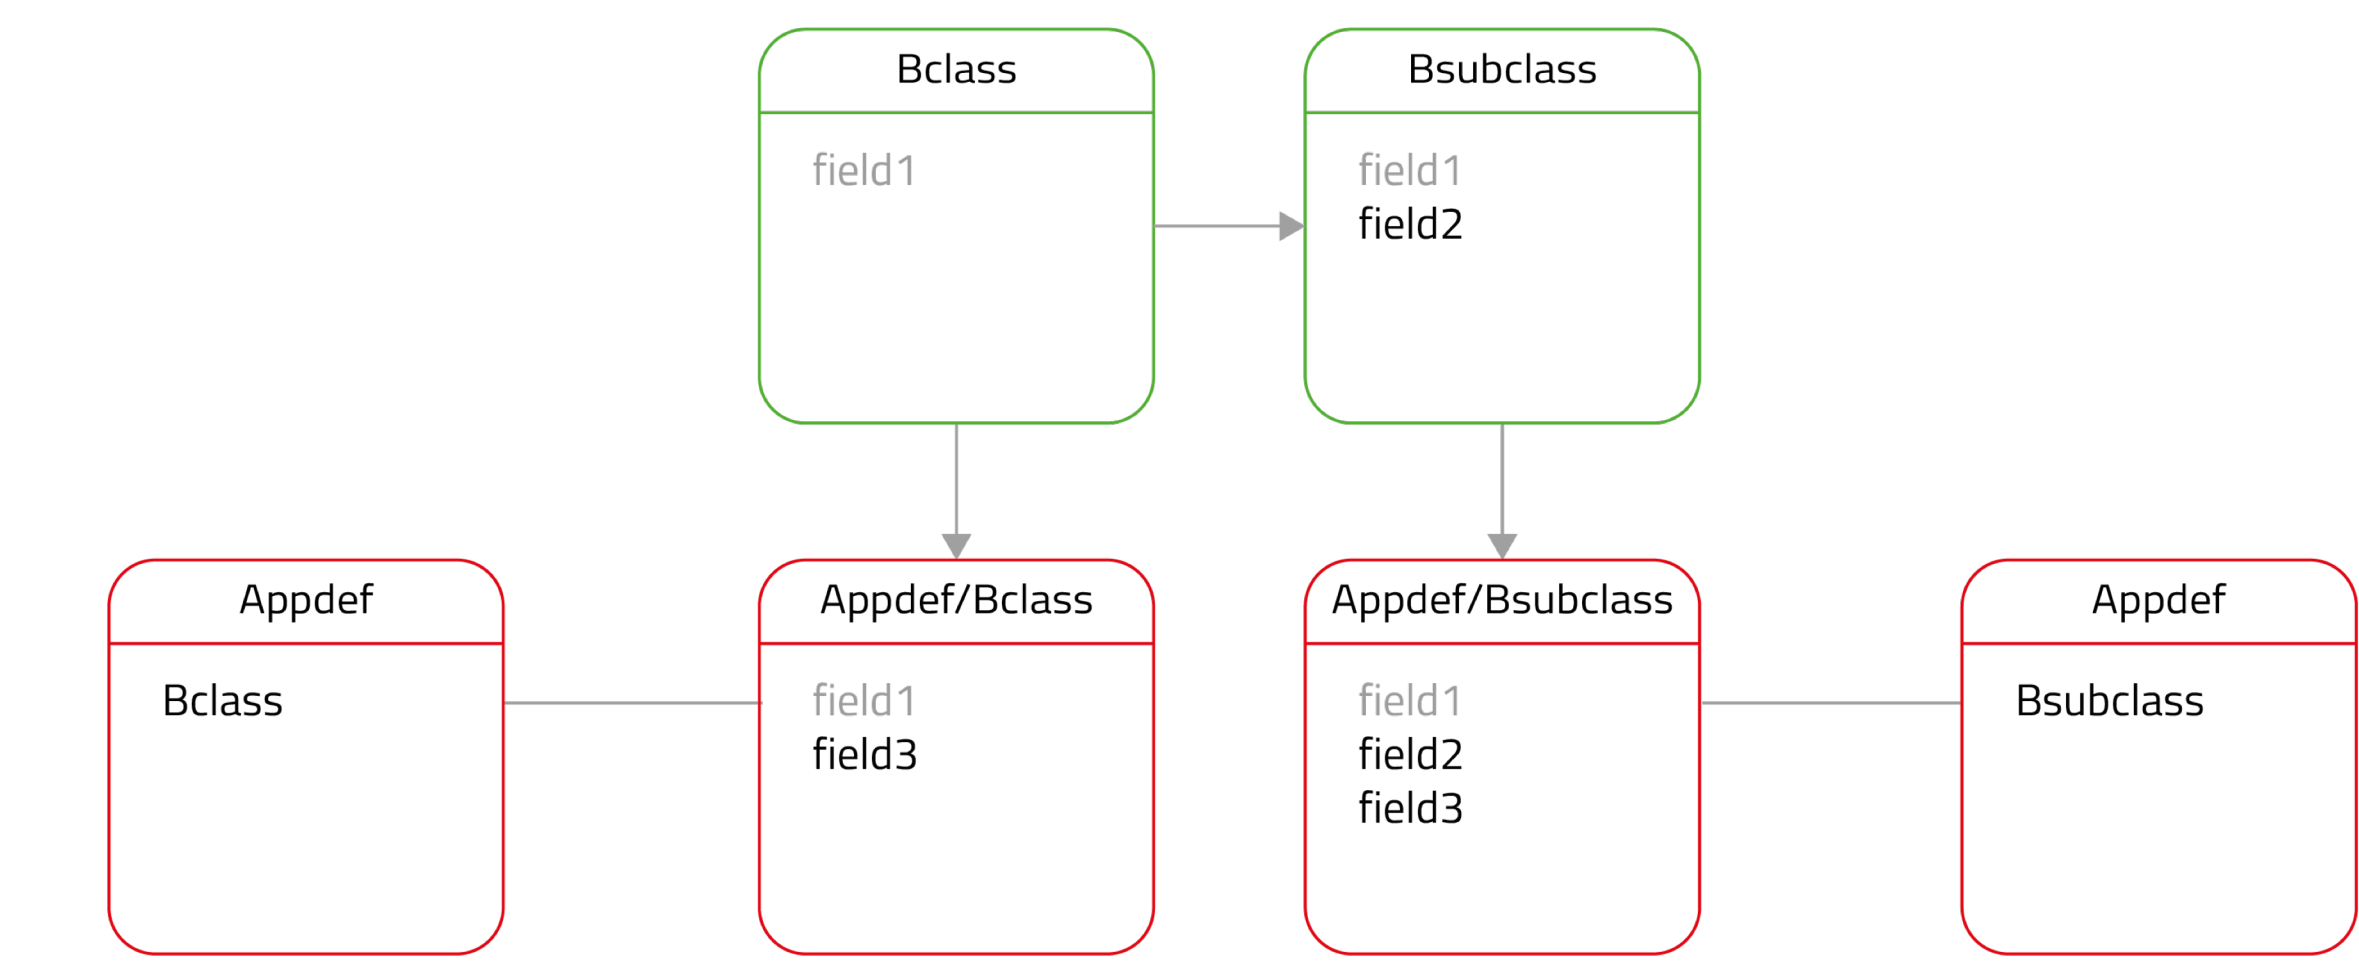 Bclass
field1
Bsubclass
field1
field2
Appdef
Bclass
Appdef/Bclass
field1
field3
Appdef/Bsubclass
field1
field2
field3
Appdef
Bsubclass